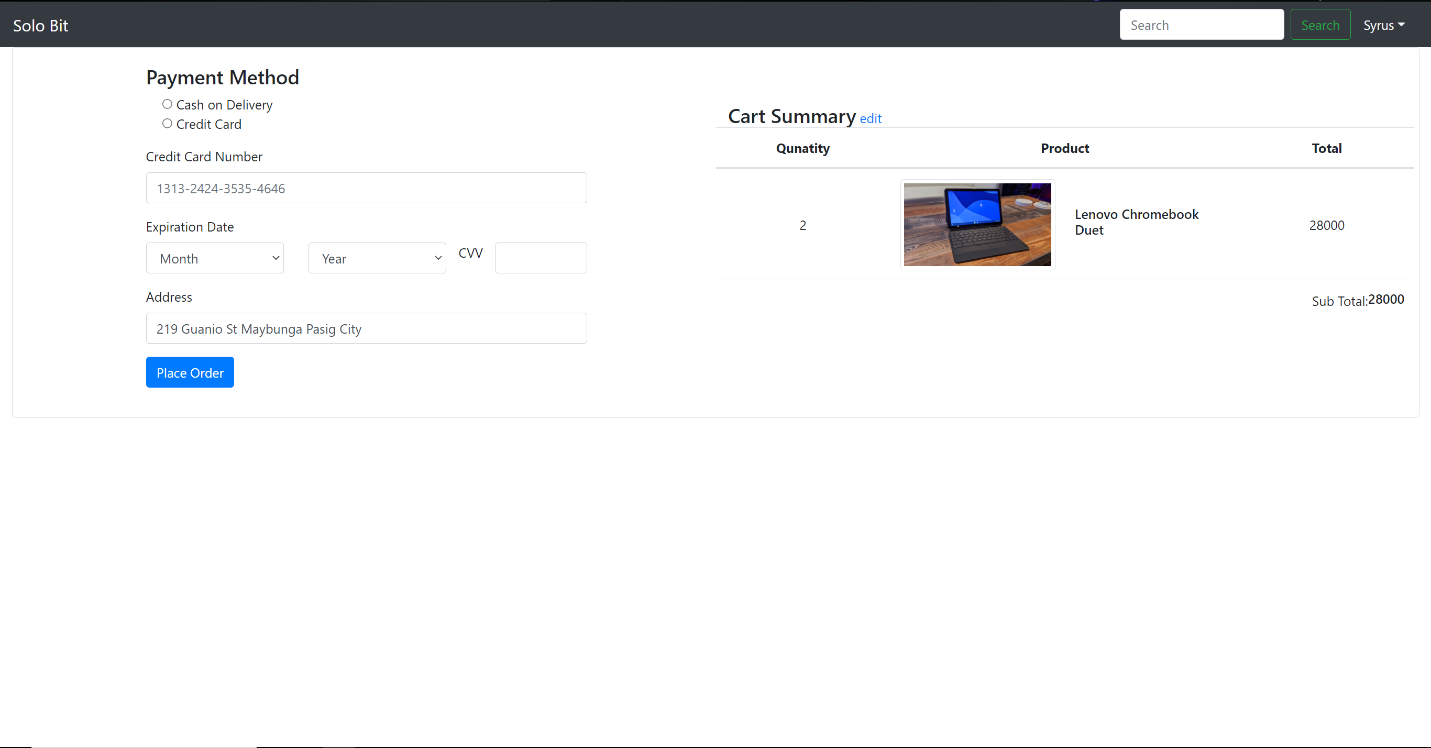 Solo Bit
Search
Search
Syrus
Payment Method
Cash on Delivery
Credit Card
Credit Card Number
1313-2424-3535-4646
Expiration Date
Month
Year
CVV
Address
219 Guanio St Maybunga Pasig City
Place Order
Cart Summary edit
Qunatity Product Total
2 Lenovo Chromebook 28000
Duet
Sub Total:28000